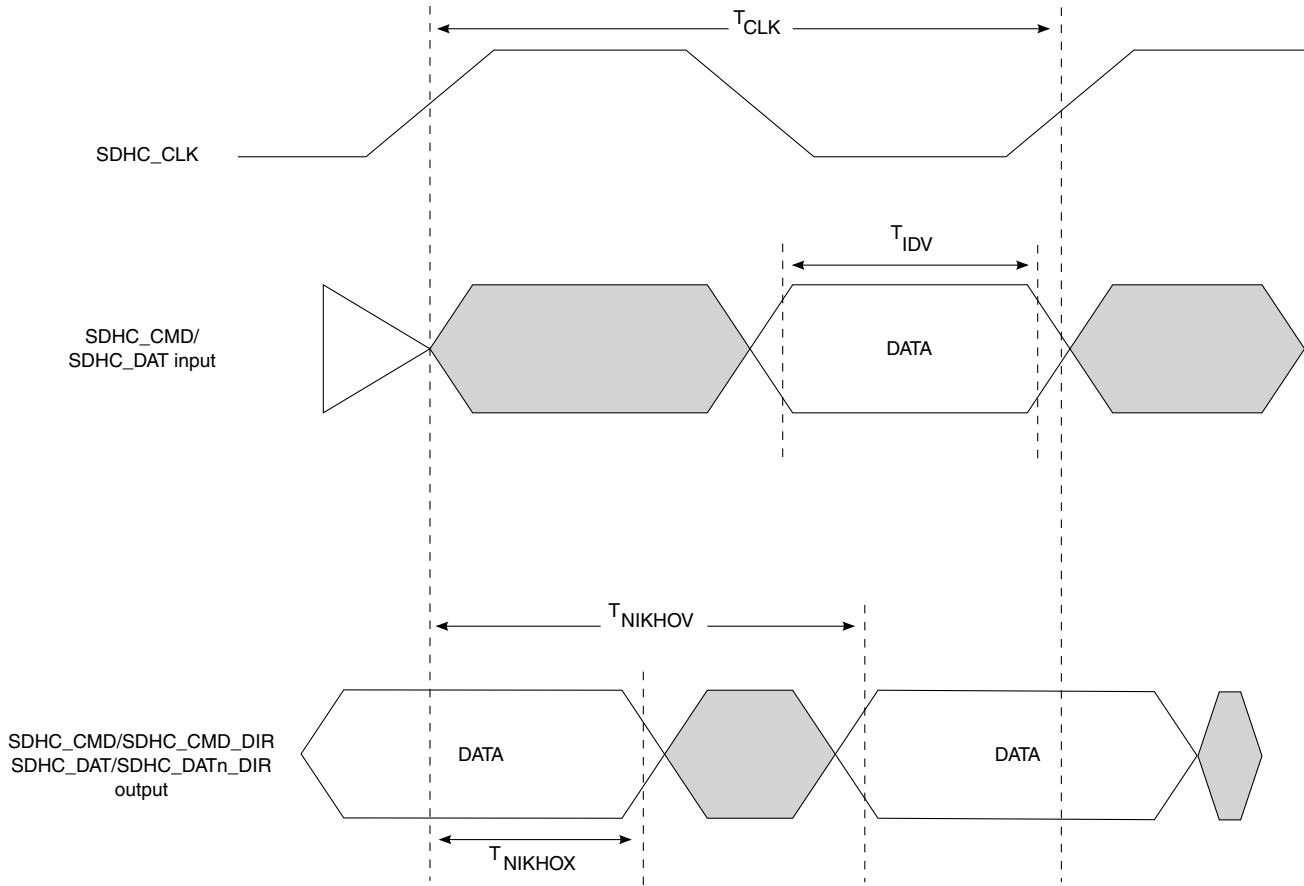 TCLK
SDHC_CLK
TIDV
SDHC_CMD/
SDHC_DAT input
DATA
TNIKHOV
SDHC_CMD/SDHC_CMD_DIR
SDHC_DAT/SDHC_DATn_DIR
output
DATA
DATA
TNIKHOX